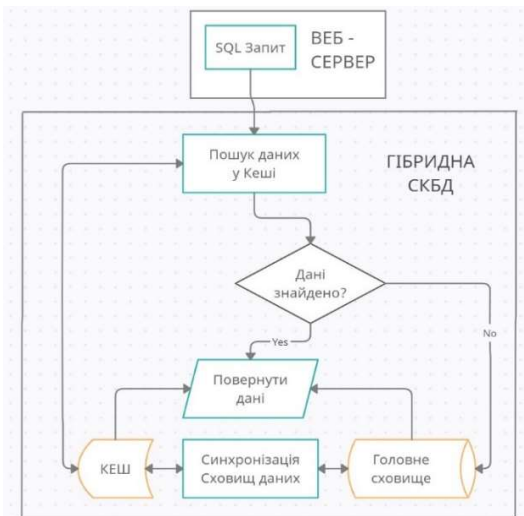 SQL Запит
ВЕБ -
СЕРВЕР
Пошук даних
у Кеші
ГІБРИДНА
СКБД
Дані
знайдено?
No
Yes
Повернути
дані
КЕШ
Синхронізація
Сховищ даних
Головне
сховище